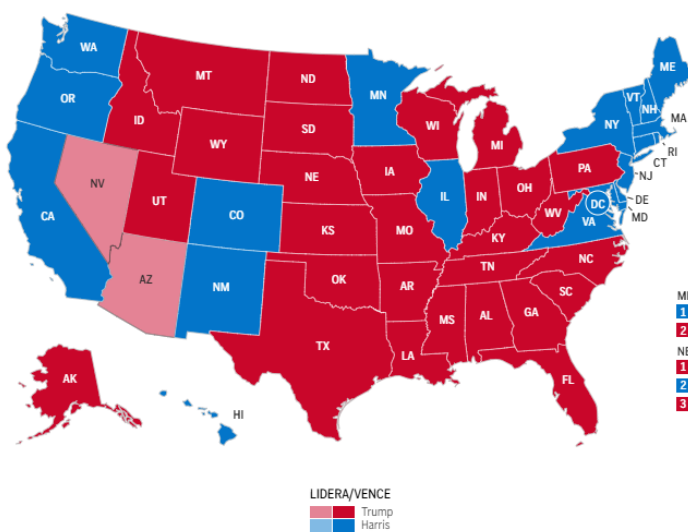 WA
OR
CA
NV
ID
MT
WY
UT
AZ
CO
NM
ND
SD
NE
KS
OK
TX
MN
IA
MO
AR
LA
WI
IL
MI
IN
OH
KY
TN
MS
AL
GA
FL
SC
NC
VA
WV
PA
NY
VT
NH
ME
MA
RI
CT
NJ
DE
MD
DC
AK
HI
1
2
NE
1
2
3
LIDERA/VENCE
Trump
Harris